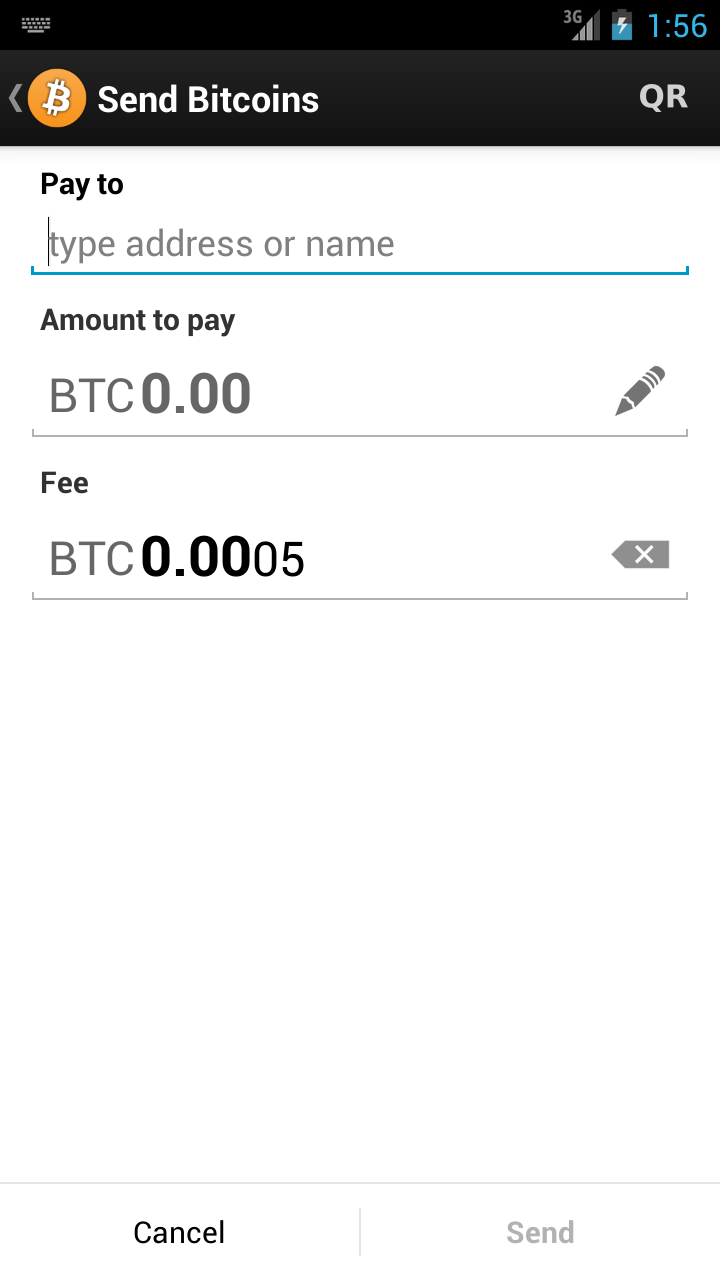 3G 1:56
Send Bitcoins QR
Pay to
type address or name
Amount to pay
BTC 0.00
Fee
BTC 0.0005
Cancel Send